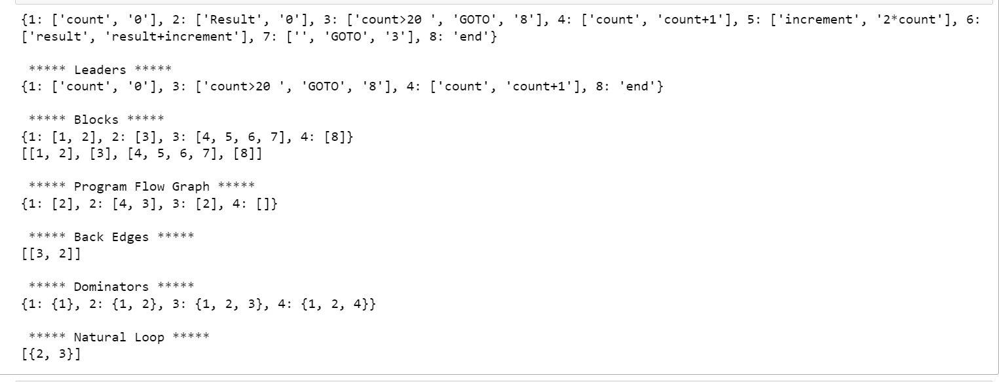 {1: ['count', '0'], 2: ['Result', '0'], 3: ['count>20 ', 'GOTO', '8'], 4: ['count', 'count+1'], 5: ['increment', '2*count'], 6:
['result', 'result+increment'], 7: ['', 'GOTO', '3'], 8: 'end'}
***** Leaders *****
{1: ['count', '0'], 3: ['count>20 ', 'GOTO', '8'], 4: ['count', 'count+1'], 8: 'end'}
***** Blocks *****
{1: [1, 2], 2: [3], 3: [4, 5, 6, 7], 4: [8]}
[[1, 2], [3], [4, 5, 6, 7], [8]]
***** Program Flow Graph *****
{1: [2], 2: [4, 3], 3: [2], 4: []}
***** Back Edges *****
[[3, 2]]
***** Dominators *****
{1: {1}, 2: {1, 2}, 3: {1, 2, 3}, 4: {1, 2, 4}}
***** Natural Loop *****
[{2, 3}]